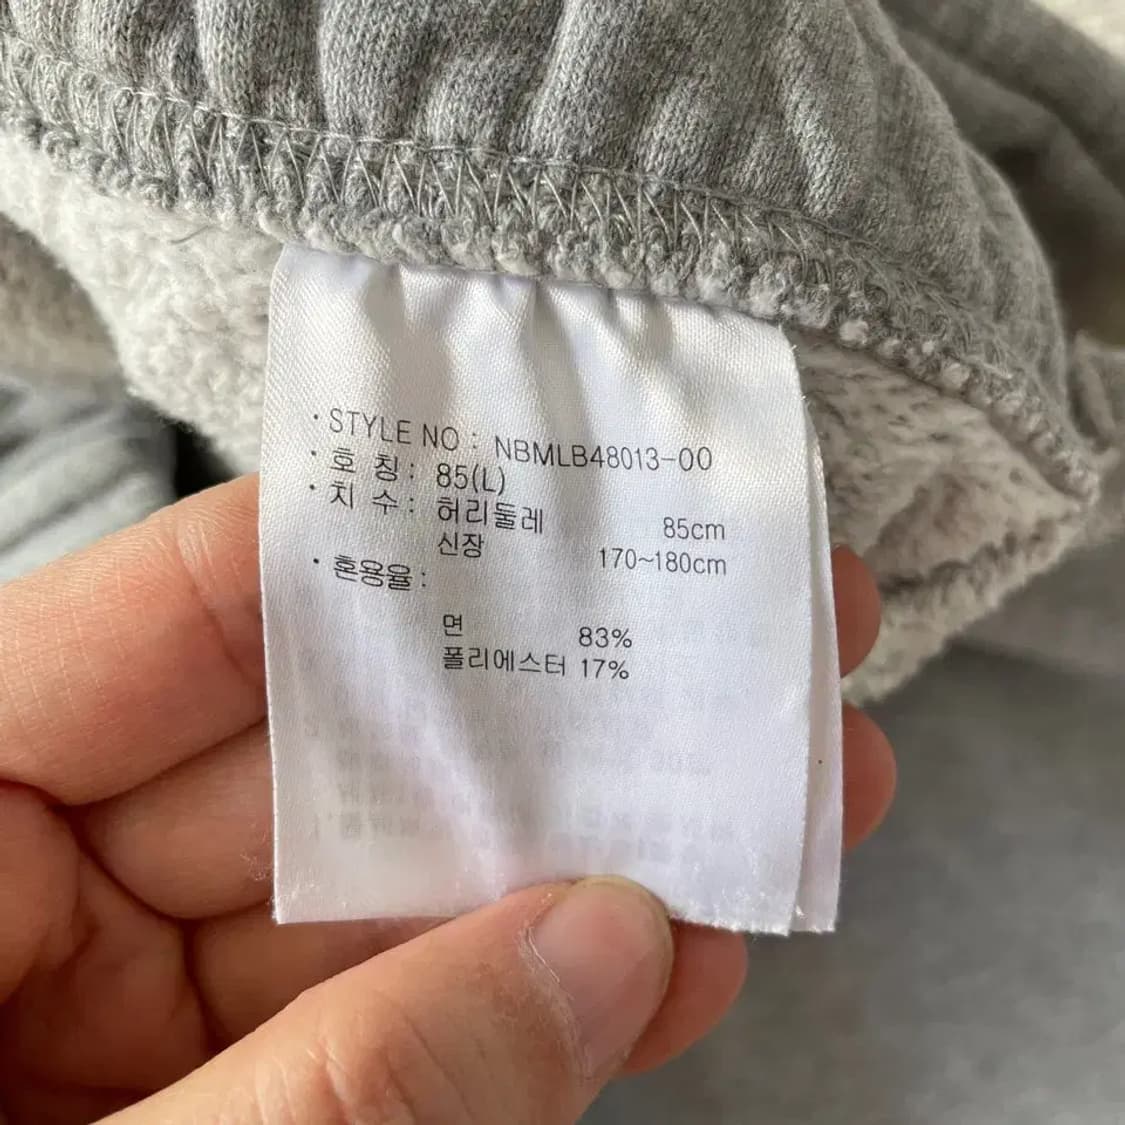 · STYLE NO : NBMLB48013-00
· 호 칭 : 85(L)
· 치 수 : 허리둘레 85cm
신장 170~180cm
· 혼용율 :
면 83%
폴리에스터 17%